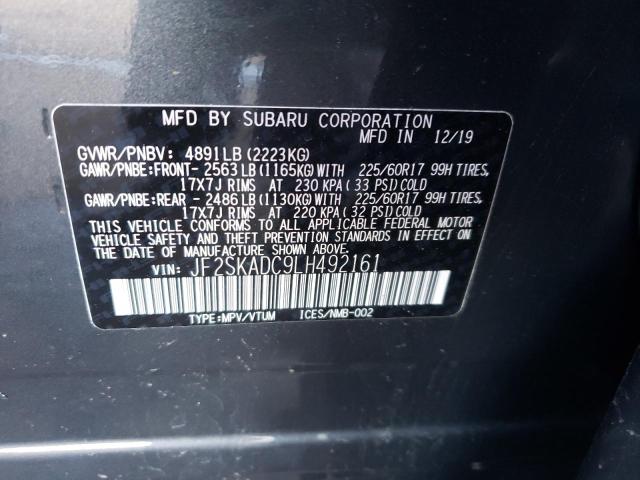 MFD BY SUBARU CORPORATION
MFD IN 12/19
GVWR/PNBV: 4891LB (2223KG)
GAWR/PNBE:FRONT- 2563LB (1165KG) WITH 225/60R17 99H TIRES,
17X7J RIMS AT 230 KPA (33 PSI) COLD
GAWR/PNBE:REAR - 2486LB (1130KG) WITH 225/60R17 99H TIRES,
17X7J RIMS AT 220 KPA (32 PSI) COLD
THIS VEHICLE CONFORMS TO ALL APPLICABLE FEDERAL MOTOR
VEHICLE SAFETY AND THEFT PREVENTION STANDARDS IN EFFECT ON
THE DATE OF MANUFACTURE SHOWN ABOVE.
VIN: JF2SKADC9LH492161
TYPE:MPV/VTUM ICES/NMB-002